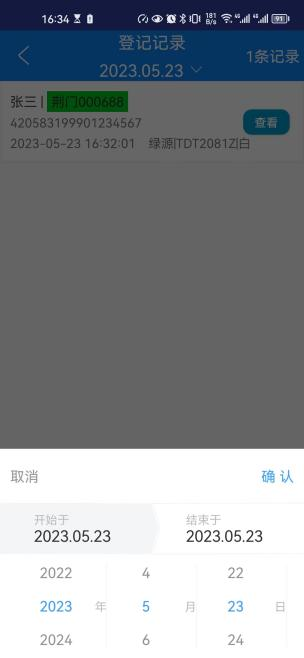 16:34 181 B/s 91
登记记录
2023.05.23
1条记录
张三 | 荆门000688
420583199901234567
查看
2023-05-23 16:32:01 绿源|TDT2081Z|白
取消
确认
开始于 结束于
2023.05.23 2023.05.23
2022 4 22
2023 年 5 月 23 日
2024 6 24